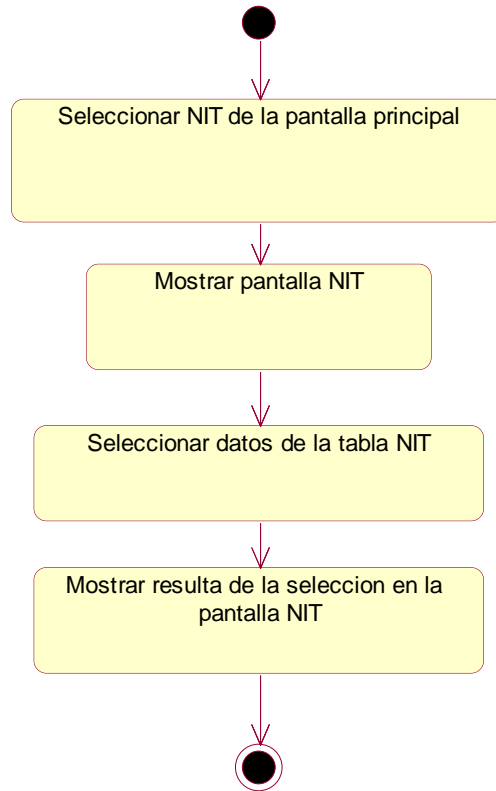 Seleccionar NIT de la pantalla principal
Mostrar pantalla NIT
Seleccionar datos de la tabla NIT
Mostrar resulta de la seleccion en la
pantalla NIT